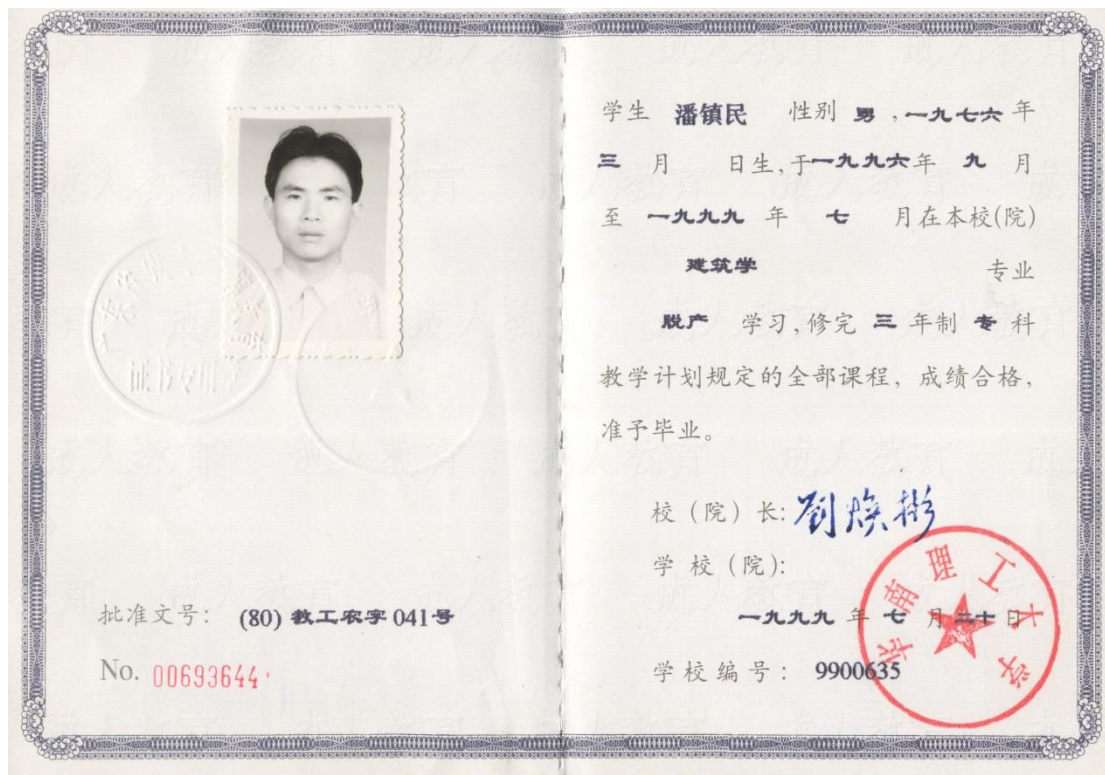 证书专用章
批准文号： (80) 教工农字 041号
No. 00693644
学生 潘镇民 性别 男 , 一九七六 年
三 月 日生, 于 一九九六 年 九 月
至 一九九九 年 七 月在本校(院)
建筑学 专业
脱产 学习, 修完 三 年制 专 科
教学计划规定的全部课程, 成绩合格,
准予毕业。
校 (院) 长: 刘焕彬
学 校 (院):
华南理工大学
一九九九 年 七 月 二十 日
学校编号： 9900635